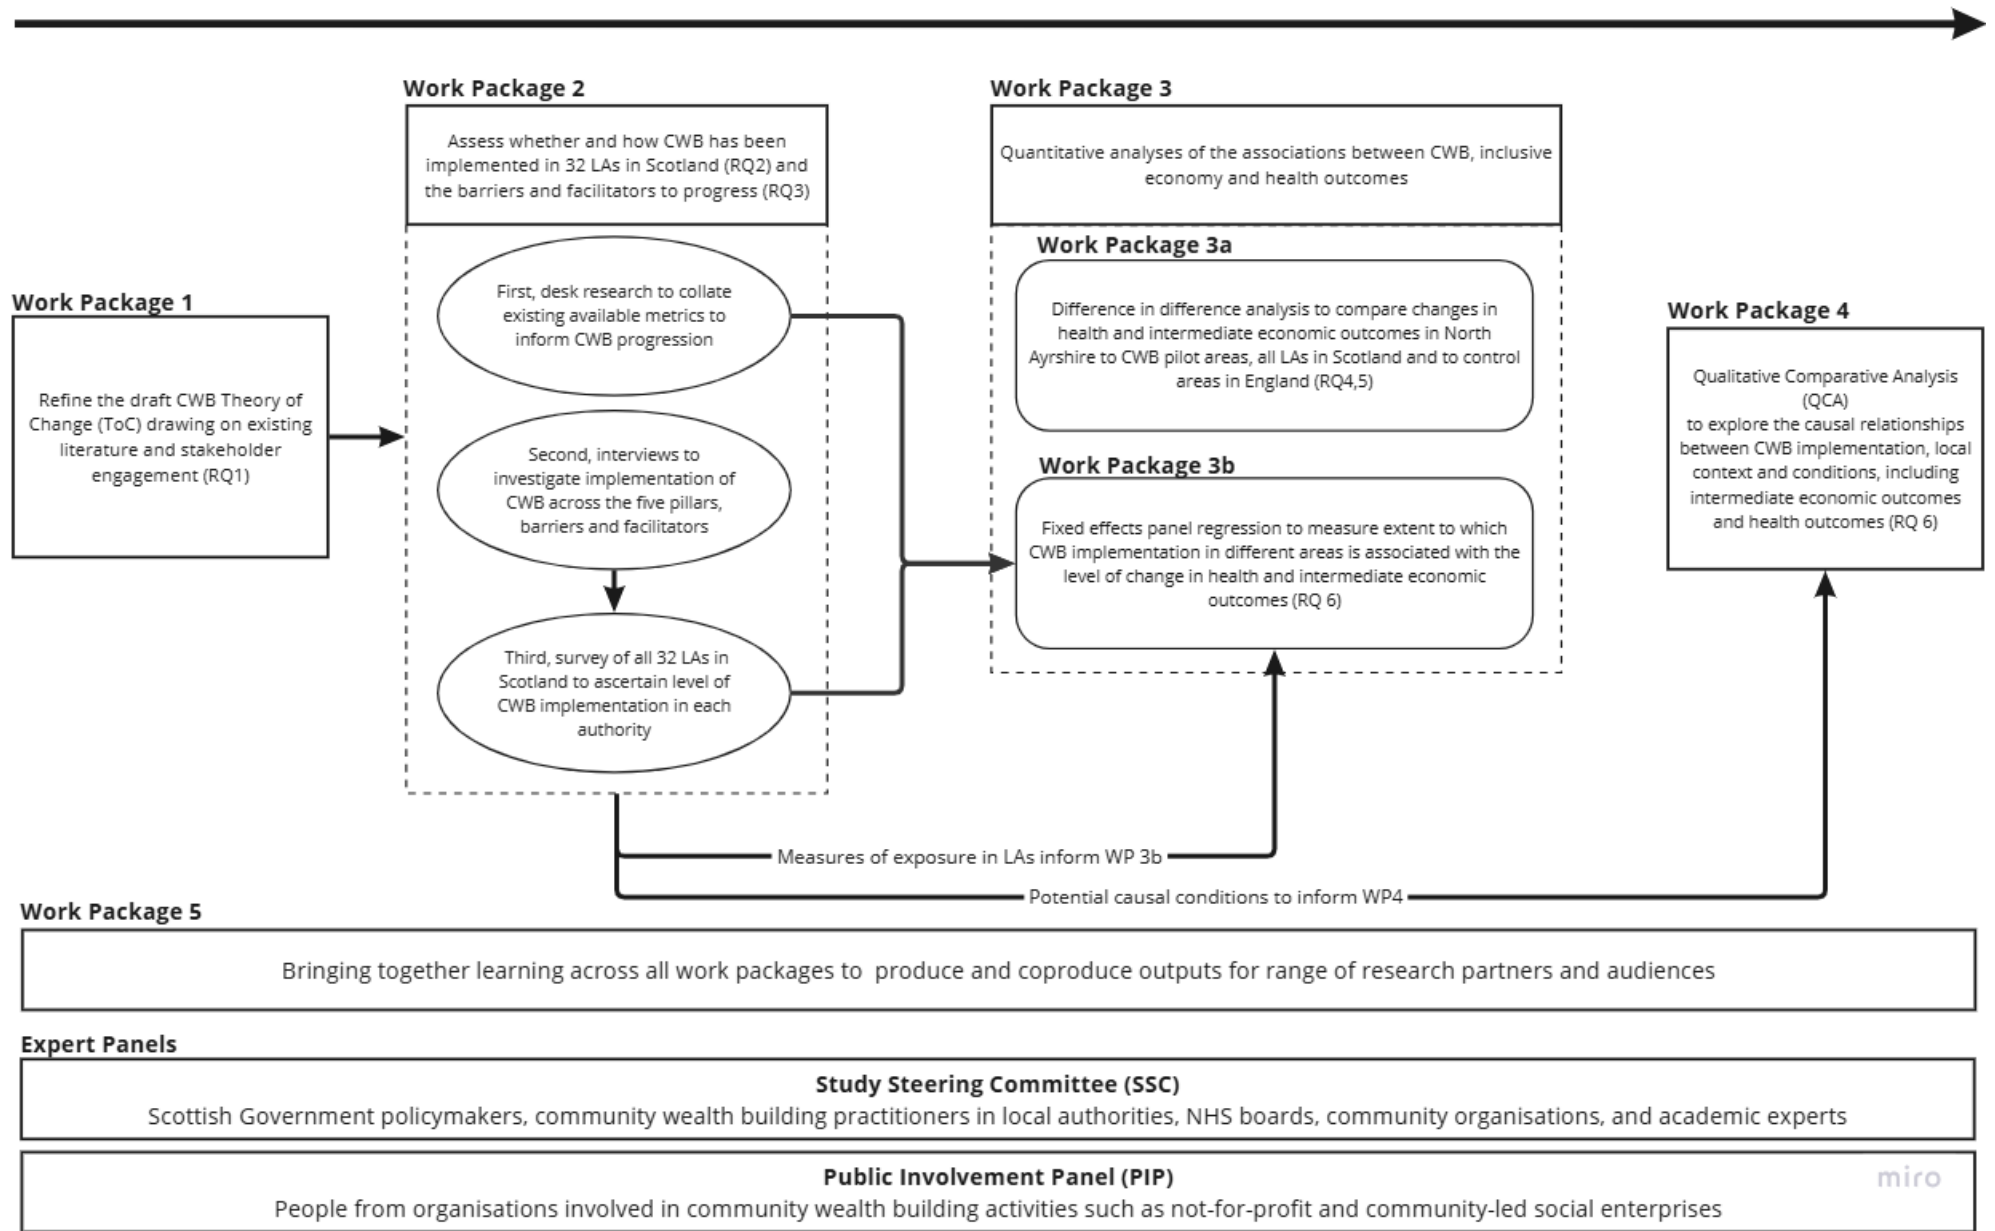 Work Package 1
Refine the draft CWB Theory of
Change (ToC) drawing on existing
literature and stakeholder
engagement (RQ1)
Work Package 2
Assess whether and how CWB has been
implemented in 32 LAs in Scotland (RQ2) and
the barriers and facilitators to progress (RQ3)
First, desk research to collate
existing available metrics to
inform CWB progression
Second, interviews to
investigate implementation of
CWB across the five pillars,
barriers and facilitators
Third, survey of all 32 LAs in
Scotland to ascertain level of
CWB implementation in each
authority
Work Package 3
Quantitative analyses of the associations between CWB, inclusive
economy and health outcomes
Work Package 3a
Difference in difference analysis to compare changes in
health and intermediate economic outcomes in North
Ayrshire to CWB pilot areas, all LAs in Scotland and to control
areas in England (RQ4,5)
Work Package 3b
Fixed effects panel regression to measure extent to which
CWB implementation in different areas is associated with the
level of change in health and intermediate economic
outcomes (RQ 6)
Work Package 4
Qualitative Comparative Analysis
(QCA)
to explore the causal relationships
between CWB implementation, local
context and conditions, including
intermediate economic outcomes
and health outcomes (RQ 6)
Measures of exposure in LAs inform WP 3b
Potential causal conditions to inform WP4
Work Package 5
Bringing together learning across all work packages to produce and coproduce outputs for range of research partners and audiences
Expert Panels
Study Steering Committee (SSC)
Scottish Government policymakers, community wealth building practitioners in local authorities, NHS boards, community organisations, and academic experts
Public Involvement Panel (PIP)
People from organisations involved in community wealth building activities such as not-for-profit and community-led social enterprises
miro